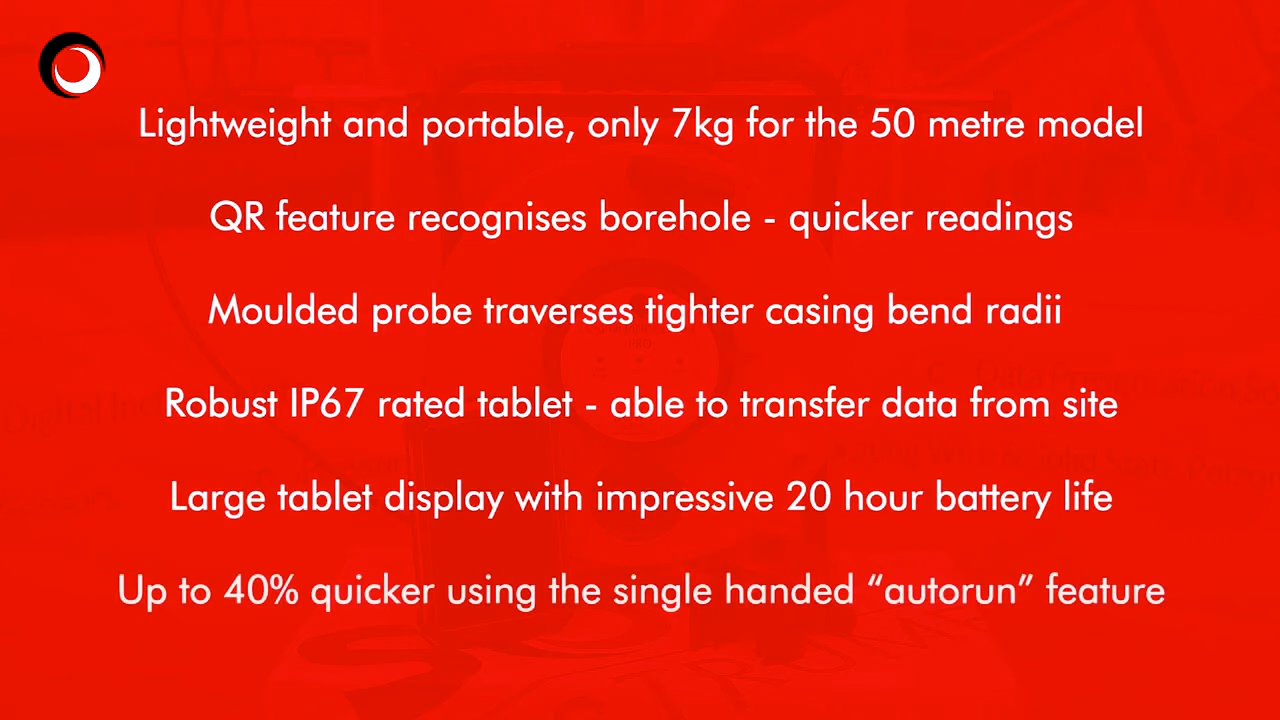 Lightweight and portable, only 7kg for the 50 metre model
QR feature recognises borehole - quicker readings
Moulded probe traverses tighter casing bend radii
Robust IP67 rated tablet - able to transfer data from site
Large tablet display with impressive 20 hour battery life
Up to 40% quicker using the single handed “autorun” feature